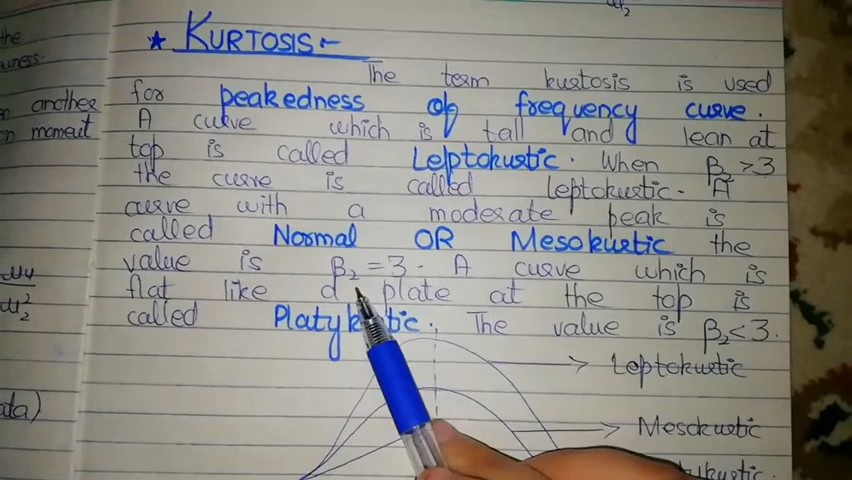 the
another
moment
★ KURTOSIS:-
The term kurtosis is used
for peakedness of frequency curve.
A curve which is tall and lean at
top is called Leptokurtic. When β₂>3
the curve is called leptokurtic. A
curve with a moderate peak is
called Normal OR Mesokurtic the
value is β₂=3. A curve which is
flat like a plate at the top is
called The value is β₂<3.
Leptokurtic
Mesokurtic